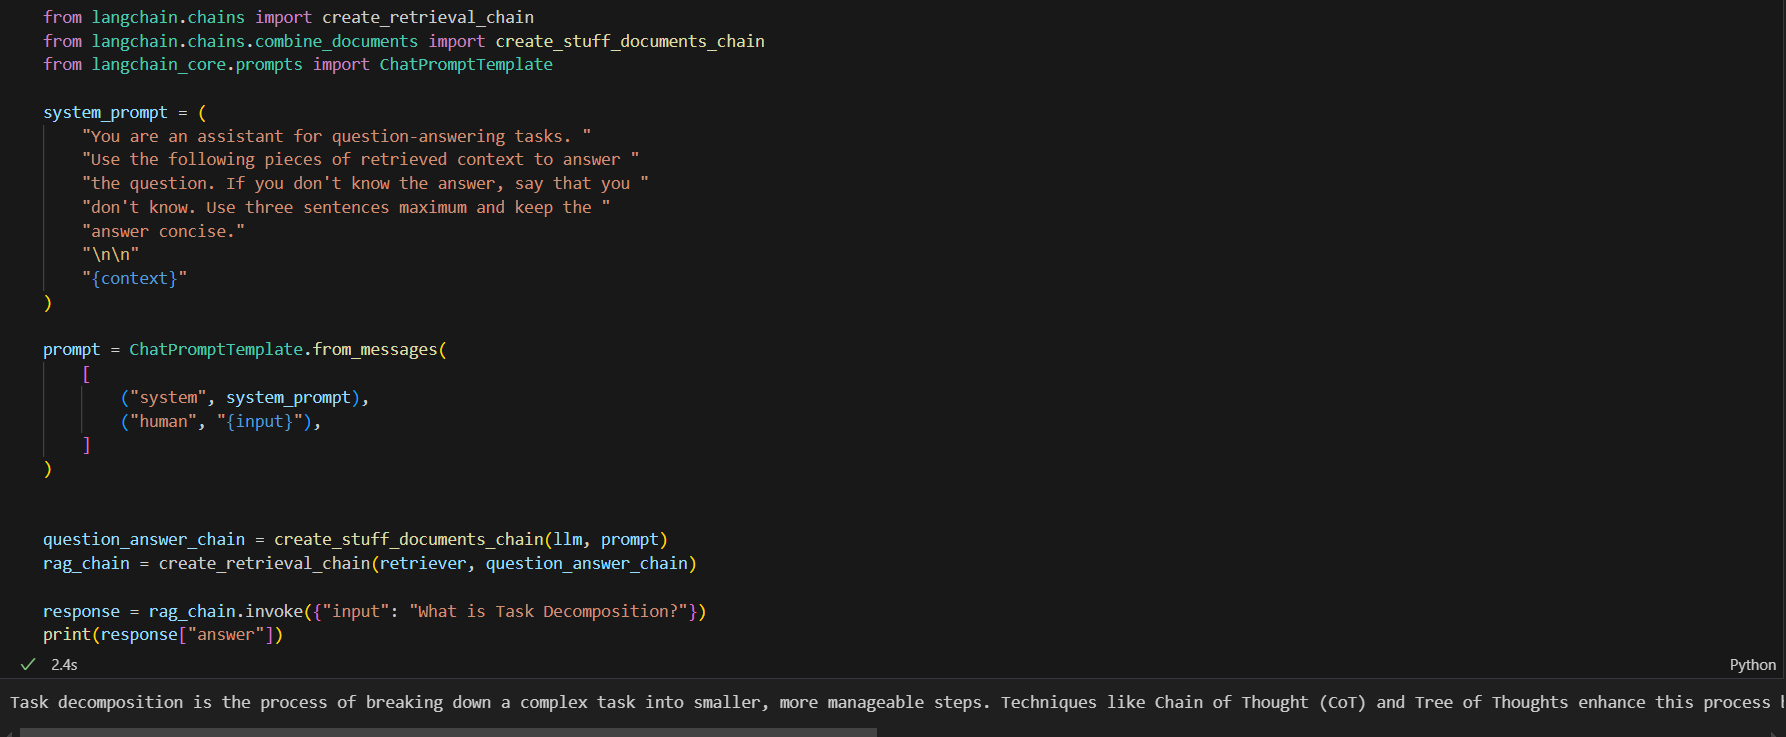 from langchain.chains import create_retrieval_chain
from langchain.chains.combine_documents import create_stuff_documents_chain
from langchain_core.prompts import ChatPromptTemplate
system_prompt = (
    "You are an assistant for question-answering tasks. "
    "Use the following pieces of retrieved context to answer "
    "the question. If you don't know the answer, say that you "
    "don't know. Use three sentences maximum and keep the "
    "answer concise."
    "\n\n"
    "{context}"
)
prompt = ChatPromptTemplate.from_messages(
    [
        ("system", system_prompt),
        ("human", "{input}"),
    ]
)
question_answer_chain = create_stuff_documents_chain(llm, prompt)
rag_chain = create_retrieval_chain(retriever, question_answer_chain)
response = rag_chain.invoke({"input": "What is Task Decomposition?"})
print(response["answer"])
2.4s
Python
Task decomposition is the process of breaking down a complex task into smaller, more manageable steps. Techniques like Chain of Thought (CoT) and Tree of Thoughts enhance this process